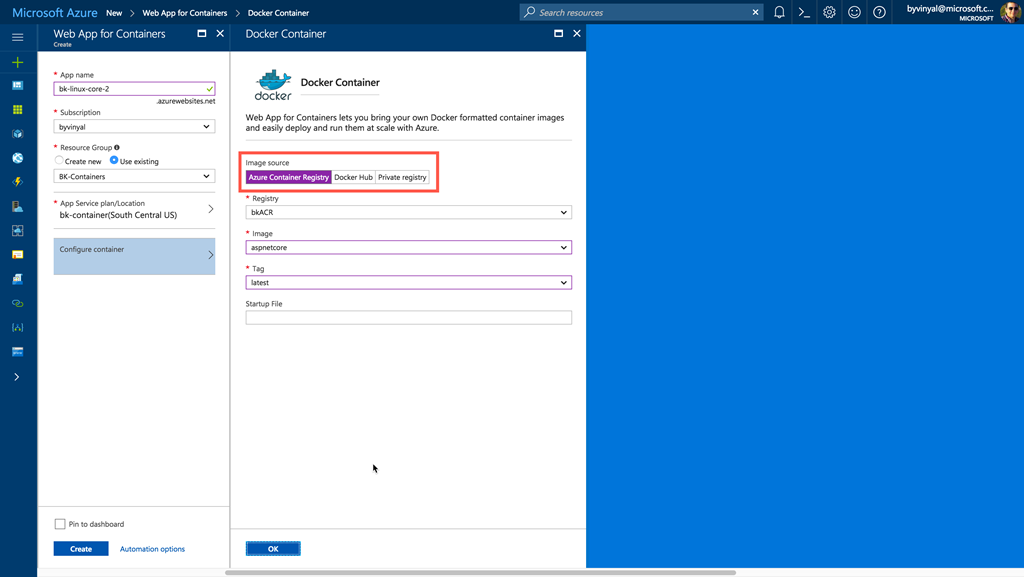 Microsoft Azure New > Web App for Containers > Docker Container
Search resources
byvinyal@microsoft.c...
MICROSOFT
Web App for Containers
Create
* App name
bk-linux-core-2
.azurewebsites.net
* Subscription
byvinyal
* Resource Group
Create new Use existing
BK-Containers
* App Service plan/Location
bk-container(South Central US)
Configure container
Pin to dashboard
Create Automation options
Docker Container
docker
Docker Container
Web App for Containers lets you bring your own Docker formatted container images
and easily deploy and run them at scale with Azure.
Image source
Azure Container Registry Docker Hub Private registry
* Registry
bkACR
* Image
aspnetcore
* Tag
latest
Startup File
OK